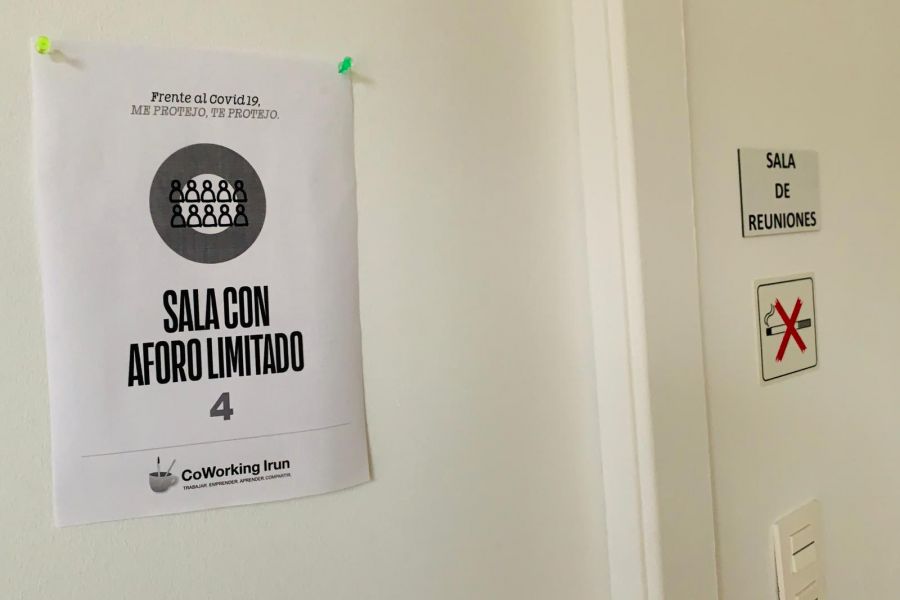 Frente al Covid19,
ME PROTEJO, TE PROTEJO.
SALA CON
AFORO LIMITADO
4
CoWorking Irun
TRABAJAR. EMPRENDER. APRENDER. COMPARTIR.
SALA
DE
REUNIONES